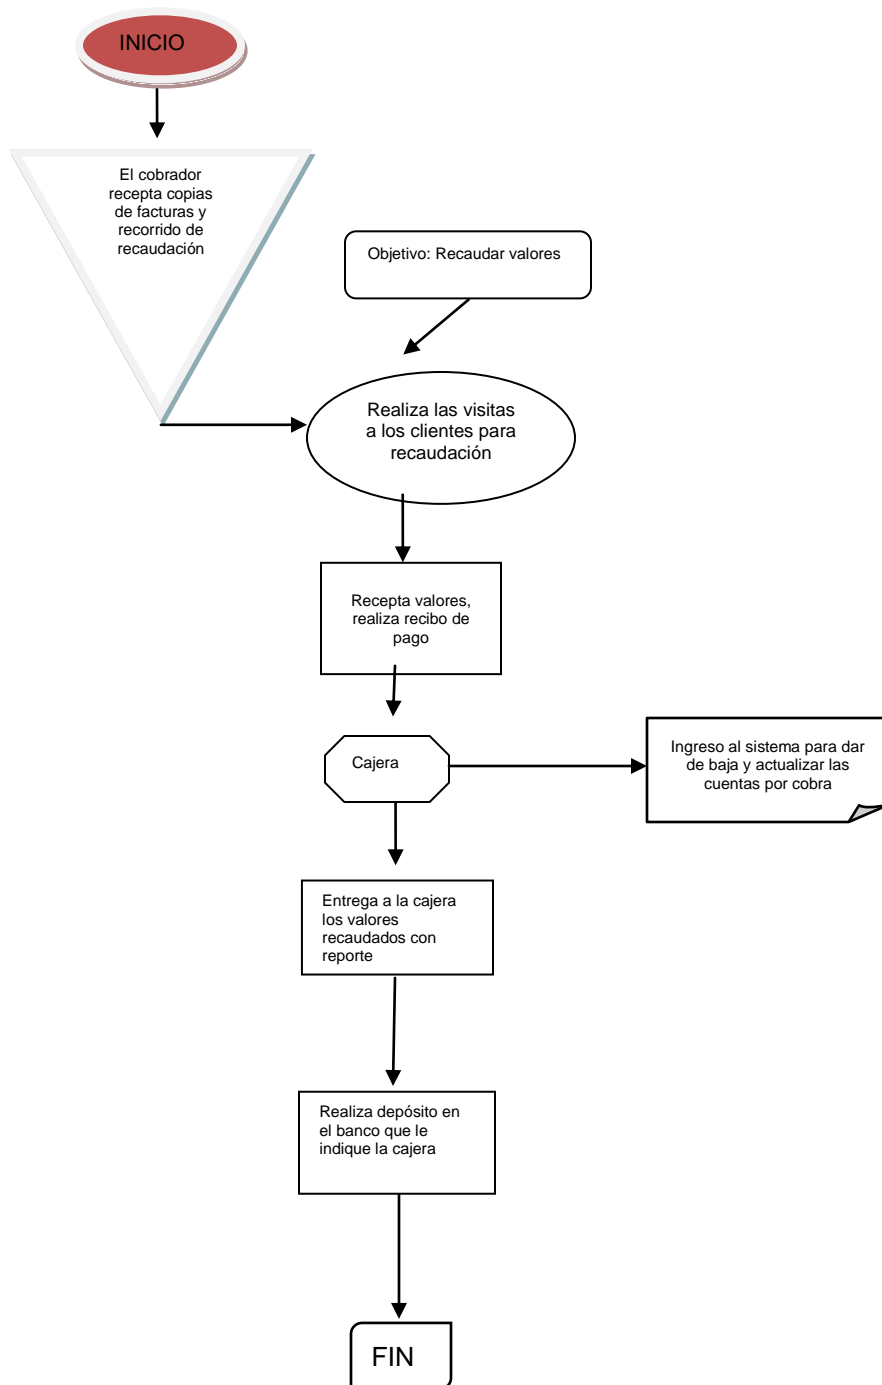 INICIO
El cobrador
recepta copias
de facturas y
recorrido de
recaudación
Objetivo: Recaudar valores
Realiza las visitas
a los clientes para
recaudación
Recepta valores,
realiza recibo de
pago
Cajera
Ingreso al sistema para dar
de baja y actualizar las
cuentas por cobra
Entrega a la cajera
los valores
recaudados con
reporte
Realiza depósito en
el banco que le
indique la cajera
FIN